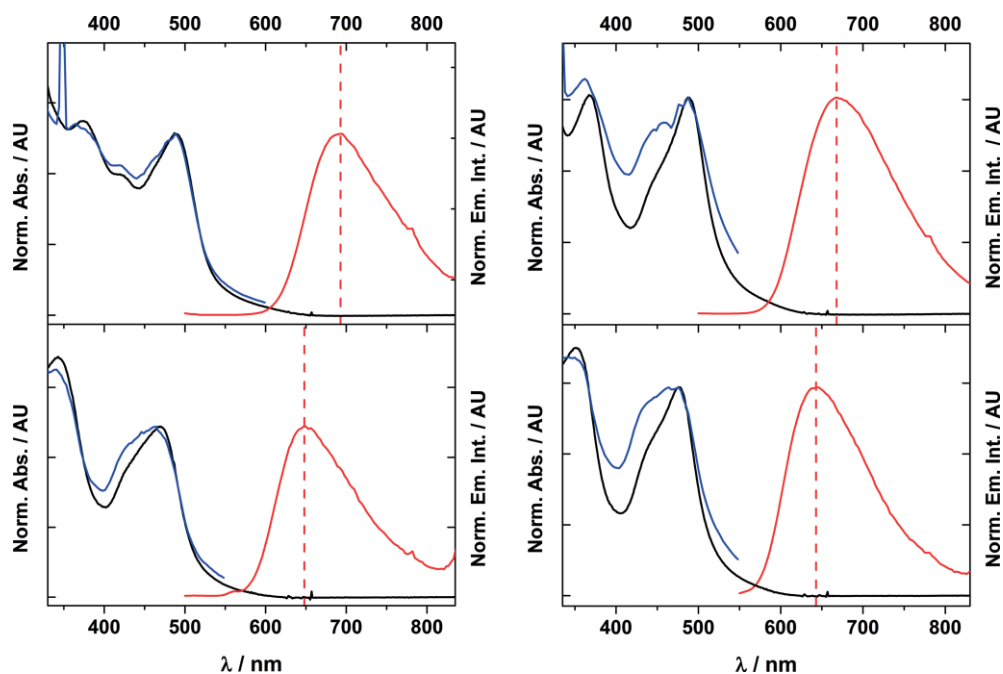 400 500 600 700 800 400 500 600 700 800
Norm. Abs. / AU
Norm. Em. Int. / AU
Norm. Abs. / AU
Norm. Em. Int. / AU
Norm. Abs. / AU
Norm. Em. Int. / AU
Norm. Abs. / AU
Norm. Em. Int. / AU
400 500 600 700 800 400 500 600 700 800
λ / nm λ / nm